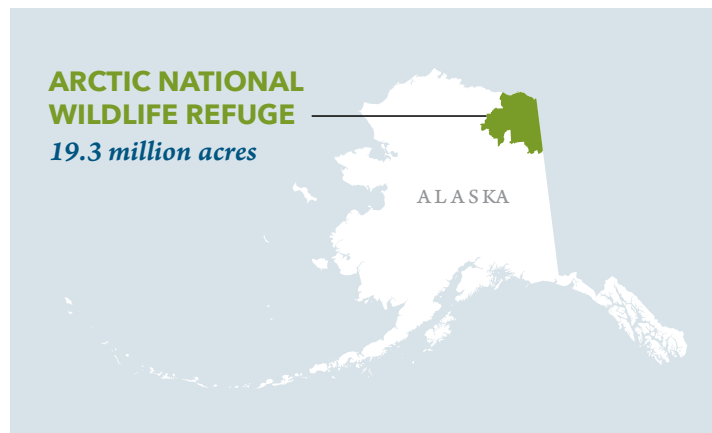 ARCTIC NATIONAL
WILDLIFE REFUGE
19.3 million acres
ALASKA